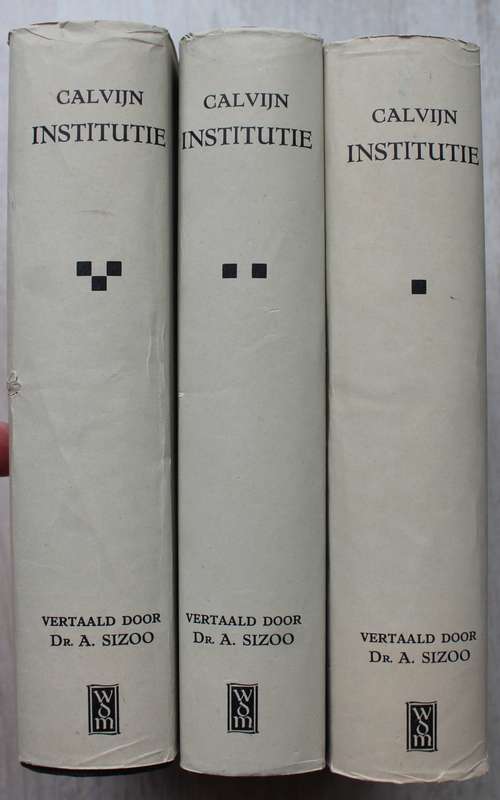 CALVIJN
INSTITUTIE
VERTAALD DOOR
DR. A. SIZOO
W
D
M
CALVIJN
INSTITUTIE
VERTAALD DOOR
DR. A. SIZOO
W
D
M
CALVIJN
INSTITUTIE
VERTAALD DOOR
DR. A. SIZOO
W
D
M